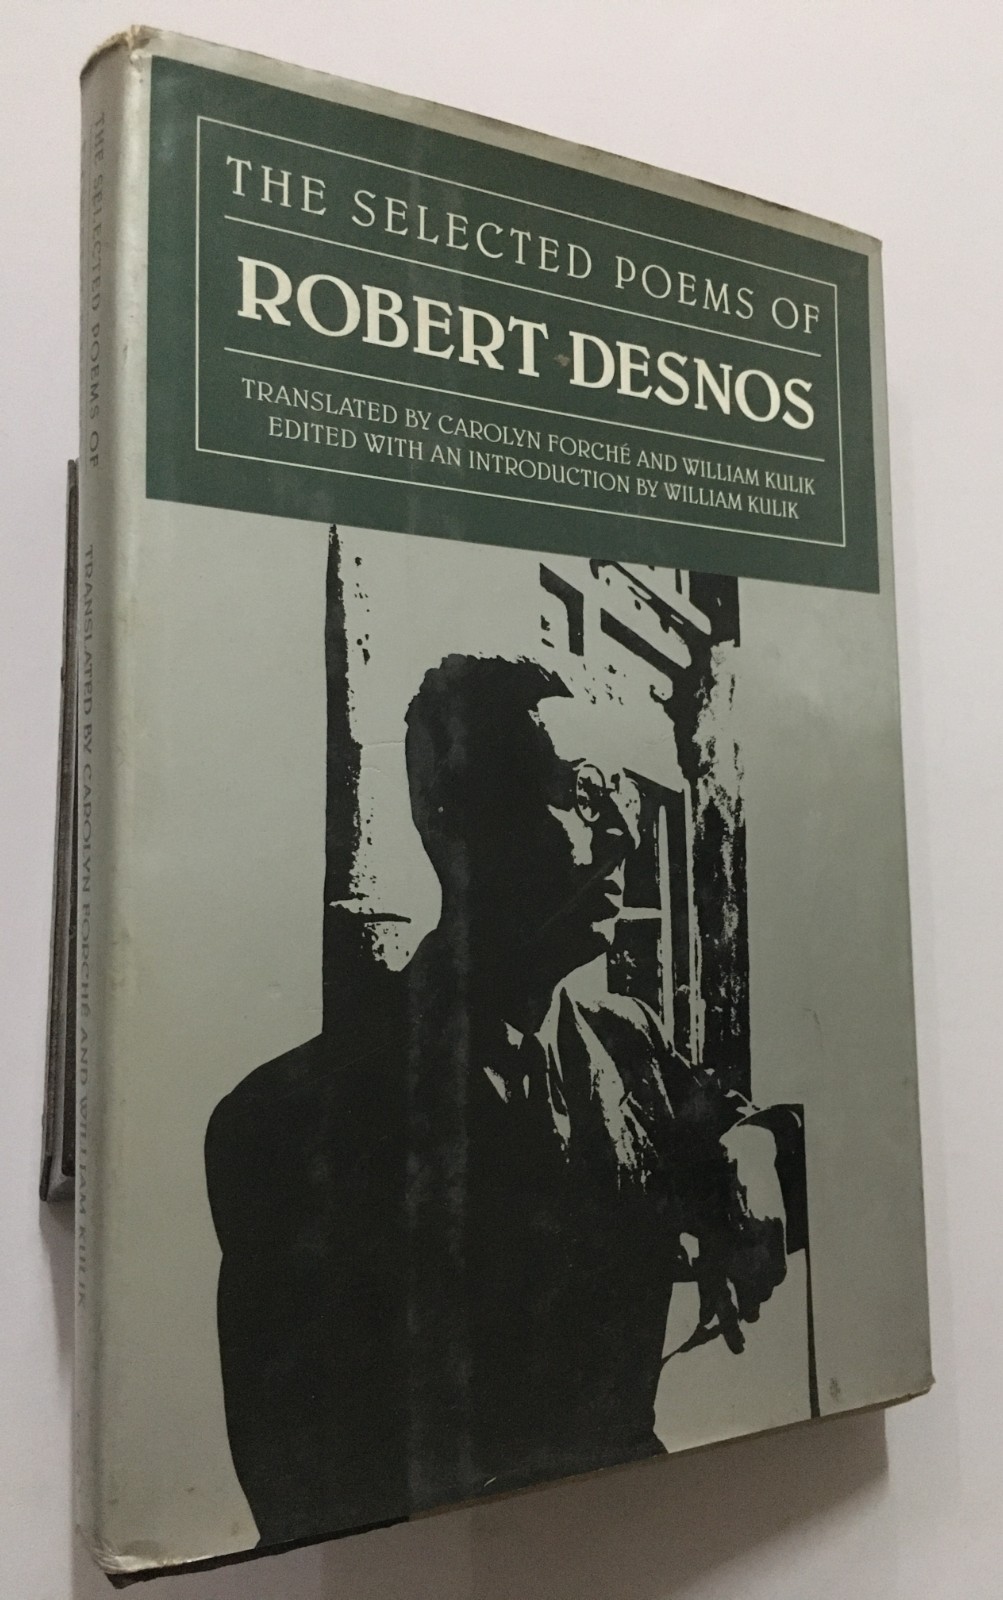 THE SELECTED POEMS OF
ROBERT DESNOS
TRANSLATED BY CAROLYN FORCHÉ AND WILLIAM KULIK
EDITED WITH AN INTRODUCTION BY WILLIAM KULIK
THE SELECTED POEMS OF
TRANSLATED BY CAROLYN FORCHÉ AND WILLIAM KULIK